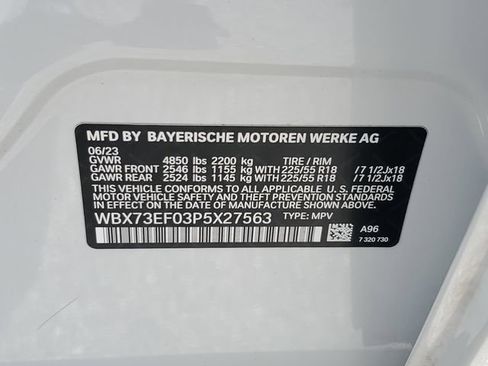 MFD BY BAYERISCHE MOTOREN WERKE AG
06/23
GVWR 4850 lbs 2200 kg TIRE / RIM
GAWR FRONT 2546 lbs 1155 kg WITH 225/55 R18 / 7 1/2Jx18
GAWR REAR 2524 lbs 1145 kg WITH 225/55 R18 / 7 1/2Jx18
THIS VEHICLE CONFORMS TO ALL APPLICABLE U. S. FEDERAL
MOTOR VEHICLE SAFETY, BUMPER, AND THEFT PREVENTION
STANDARDS IN EFFECT ON THE DATE OF MANUFACTURE SHOWN ABOVE.
WBX73EF03P5X27563 TYPE: MPV
A96
7 320 730